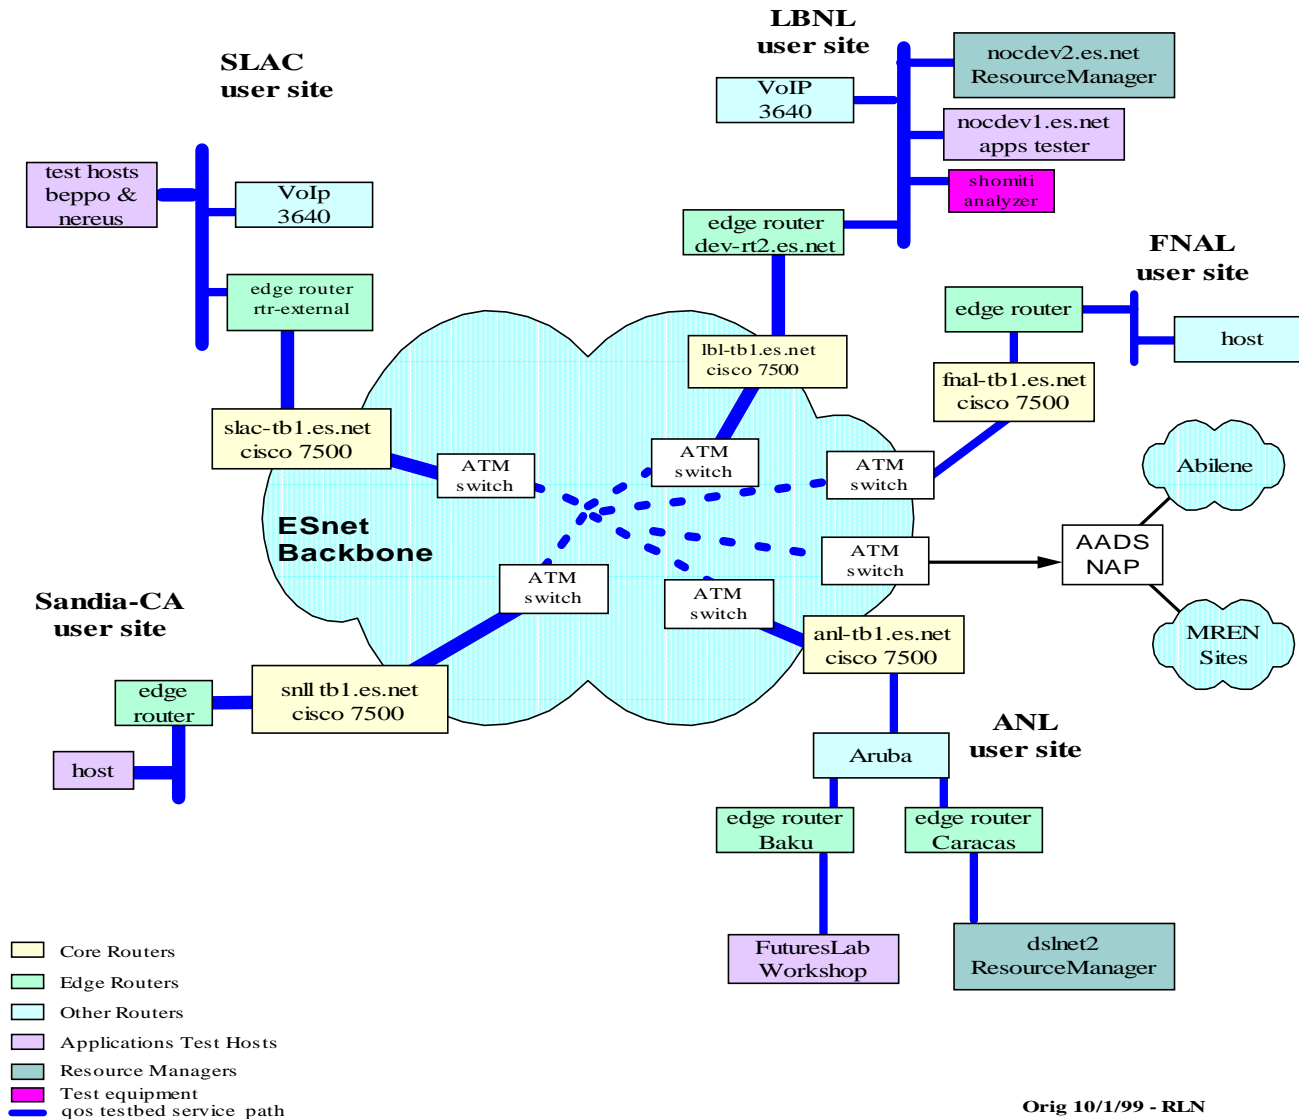 LBNL
user site
nocdev2.es.net
ResourceManager
SLAC
user site
VoIP
3640
nocdev1.es.net
apps tester
test hosts
beppo &
nereus
VoIp
3640
shomiti
analyzer
edge router
dev-rt2.es.net
FNAL
user site
edge router
rtr-external
edge router
host
lbl-tb1.es.net
cisco 7500
fnal-tb1.es.net
cisco 7500
slac-tb1.es.net
cisco 7500
ATM
switch
ATM
switch
ATM
switch
Abilene
ESnet
Backbone
ATM
switch
AADS
NAP
ATM
switch
ATM
switch
Sandia-CA
user site
anl-tb1.es.net
cisco 7500
MREN
Sites
edge
router
snll tb1.es.net
cisco 7500
ANL
user site
host
Aruba
edge router
Baku
edge router
Caracas
FuturesLab
Workshop
dslnet2
ResourceManager
Core Routers
Edge Routers
Other Routers
Applications Test Hosts
Resource Managers
Test equipment
qos testbed service path
Orig 10/1/99 - RLN